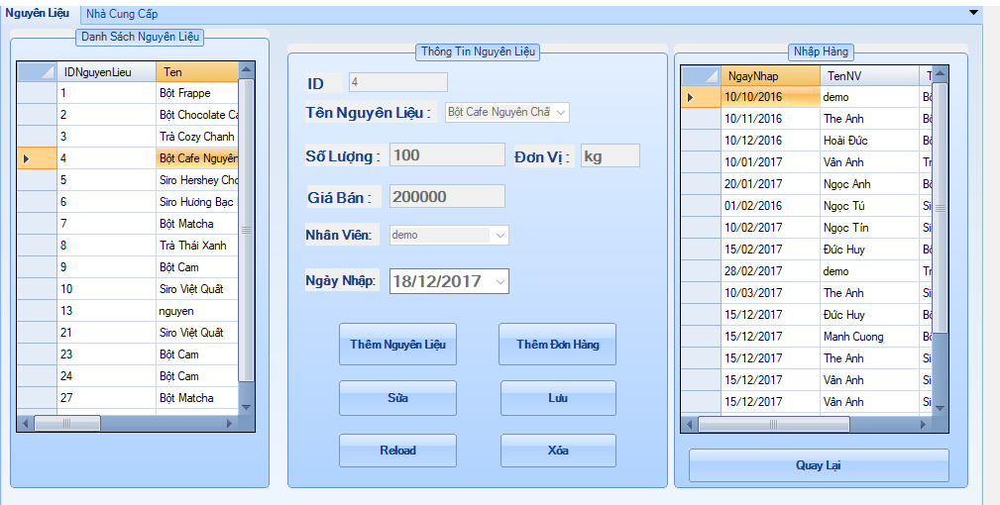 Nguyên Liệu Nhà Cung Cấp
Danh Sách Nguyên Liệu
IDNguyenLieu Ten
1 Bột Frappe
2 Bột Chocolate Ca
3 Trà Cozy Chanh
4 Bột Cafe Nguyên
5 Siro Hershey Cho
6 Siro Hương Bạc
7 Bột Matcha
8 Trà Thái Xanh
9 Bột Cam
10 Siro Việt Quất
13 nguyen
21 Siro Việt Quất
23 Bột Cam
24 Bột Cam
27 Bột Matcha
Thông Tin Nguyên Liệu
ID 4
Tên Nguyên Liệu : Bột Cafe Nguyên Chấ
Số Lượng : 100 Đơn Vị : kg
Giá Bán : 200000
Nhân Viên: demo
Ngày Nhập: 18/12/2017
Thêm Nguyên Liệu Thêm Đơn Hàng
Sửa Lưu
Reload Xóa
Nhập Hàng
NgayNhap TenNV T
10/10/2016 demo Bộ
10/11/2016 The Anh Bộ
10/12/2016 Hoài Đức Bộ
10/01/2017 Vân Anh Tr
20/01/2017 Ngọc Anh Bộ
01/02/2016 Ngọc Tú Si
10/02/2017 Ngọc Tín Si
15/02/2017 Đức Huy Bộ
28/02/2017 demo Tr
10/03/2017 The Anh Si
15/12/2017 Đức Huy Bộ
15/12/2017 Manh Cuong Bộ
15/12/2017 The Anh Si
15/12/2017 Vân Anh Si
15/12/2017 Vân Anh Si
Quay Lại